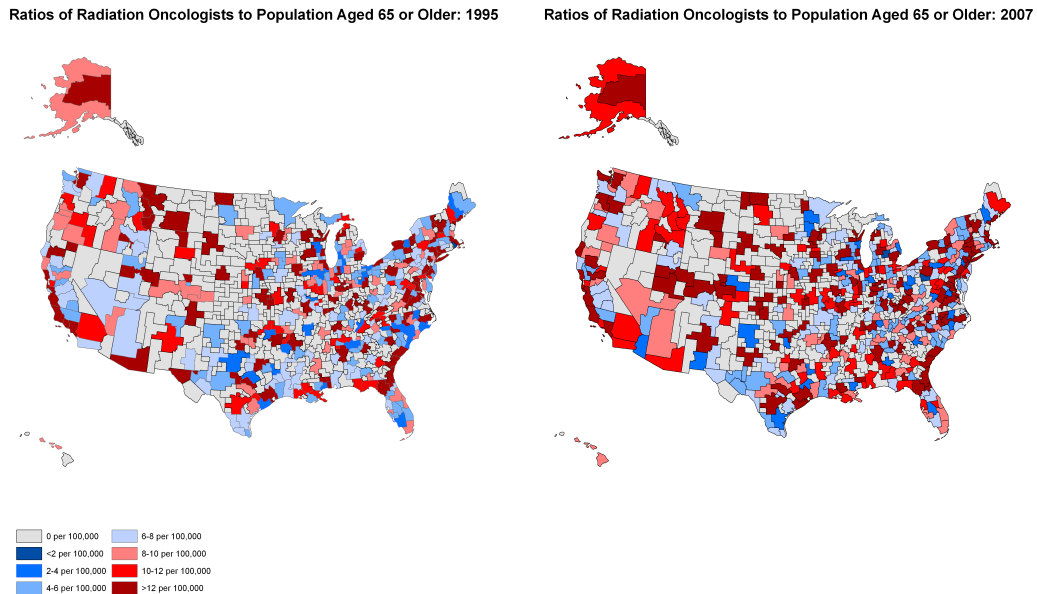 Ratios of Radiation Oncologists to Population Aged 65 or Older: 1995
Ratios of Radiation Oncologists to Population Aged 65 or Older: 2007
0 per 100,000
<2 per 100,000
2-4 per 100,000
4-6 per 100,000
6-8 per 100,000
8-10 per 100,000
10-12 per 100,000
>12 per 100,000